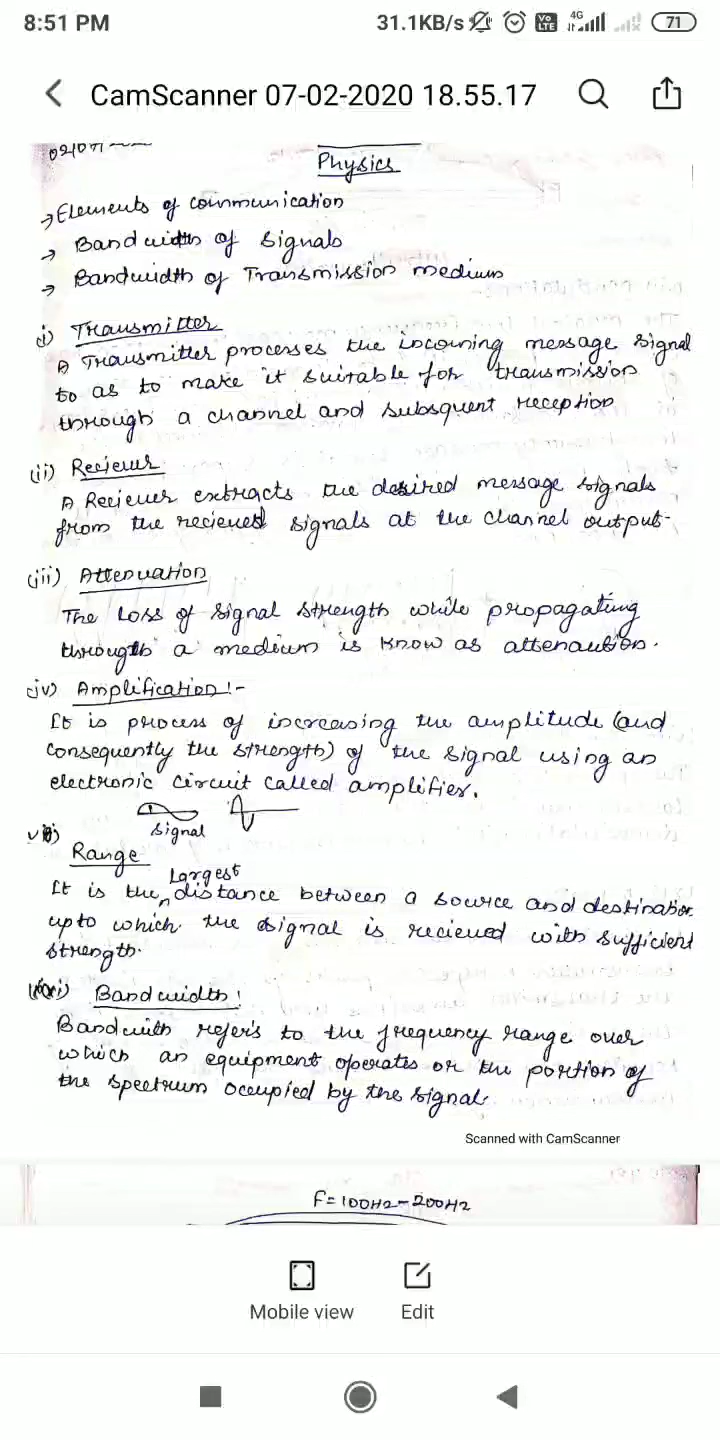 8:51 PM
31.1KB/s
Vo LTE
4G
71
CamScanner 07-02-2020 18.55.17
Physics
→ Elements of communication
→ Bandwidth of signals
→ Bandwidth of Transmission medium
i) Transmitter
A Transmitter processes the incoming message signal
to as to make it suitable for transmission
through a channel and subsquent reception
(ii) Reciever
A Reciever extracts the desired message signals
from the recieved signals at the channel output-
(iii) Attenuation
The Loss of signal strength while propagating
through a medium is know as attenaution.
(iv) Amplification:-
It is process of increasing the amplitude (and
consequently the strength) of the signal using an
electronic circuit called amplifier.
signal
Range
Largest
It is the distance between a source and destination
upto which the signal is recieved with sufficient
strength.
Bandwidth:
Bandwith refer's to the frequency range over
which an equipment operates or the portion of
the spectrum occupied by the signal.
Scanned with CamScanner
F=100Hz-200Hz
Mobile view
Edit